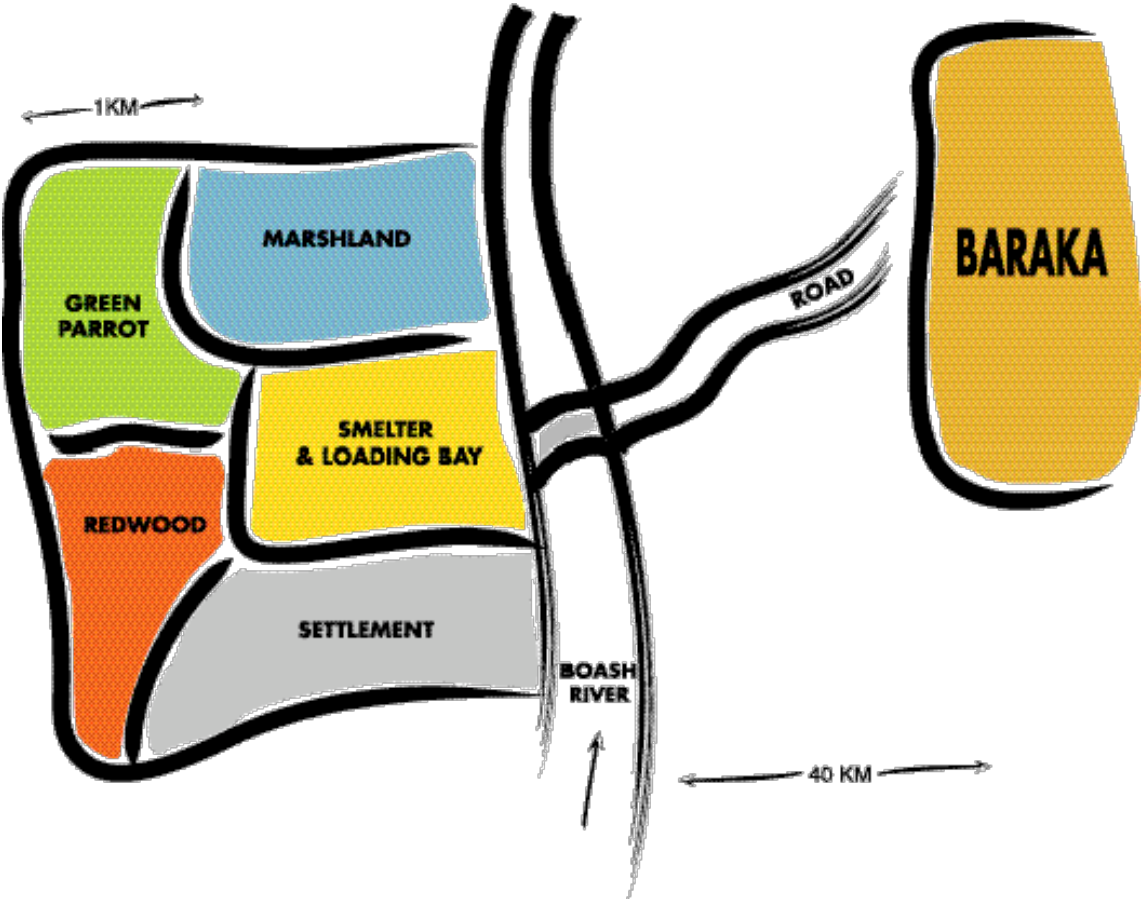 1KM
MARSHLAND
GREEN
PARROT
SMELTER
& LOADING BAY
REDWOOD
SETTLEMENT
BOASH
RIVER
ROAD
BARAKA
40 KM